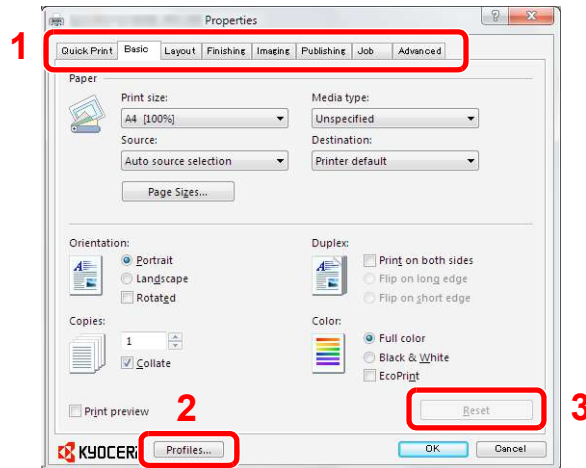 Properties
1
Quick Print Basic Layout Finishing Imaging Publishing Job Advanced
Paper
Print size: Media type:
A4 [100%] Unspecified
Source: Destination:
Auto source selection Printer default
Page Sizes...
Orientation: Duplex:
Portrait Print on both sides
Landscape Flip on long edge
Rotated Flip on short edge
Copies: Color:
1 Full color
Collate Black & White
EcoPrint
Print preview 2 Reset 3
KYOCERA Profiles... OK Cancel